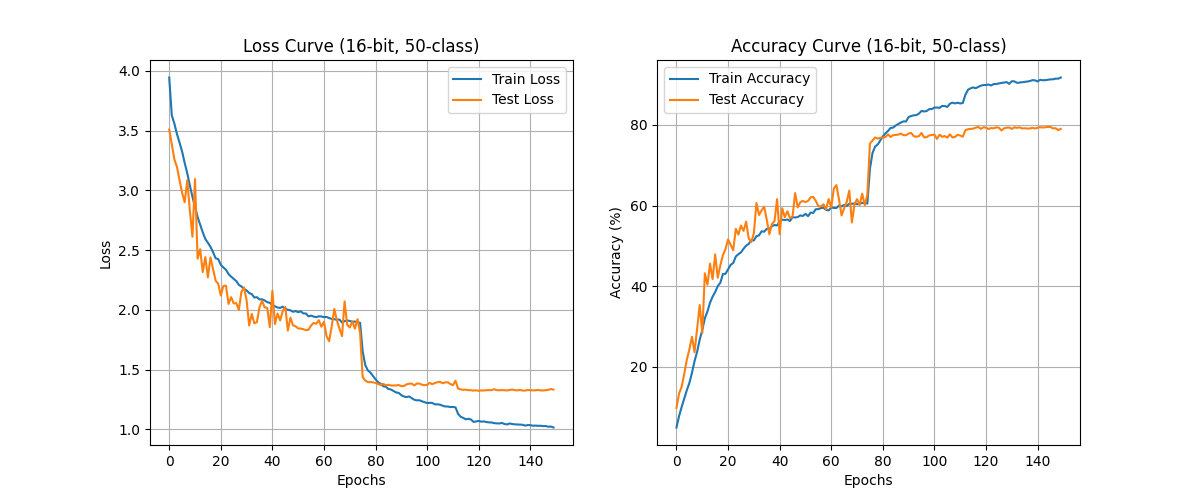 Loss Curve (16-bit, 50-class)
Train Loss
Test Loss
4.0
3.5
3.0
2.5
2.0
1.5
1.0
Loss
0 20 40 60 80 100 120 140
Epochs
Accuracy Curve (16-bit, 50-class)
Train Accuracy
Test Accuracy
80
60
40
20
Accuracy (%)
0 20 40 60 80 100 120 140
Epochs